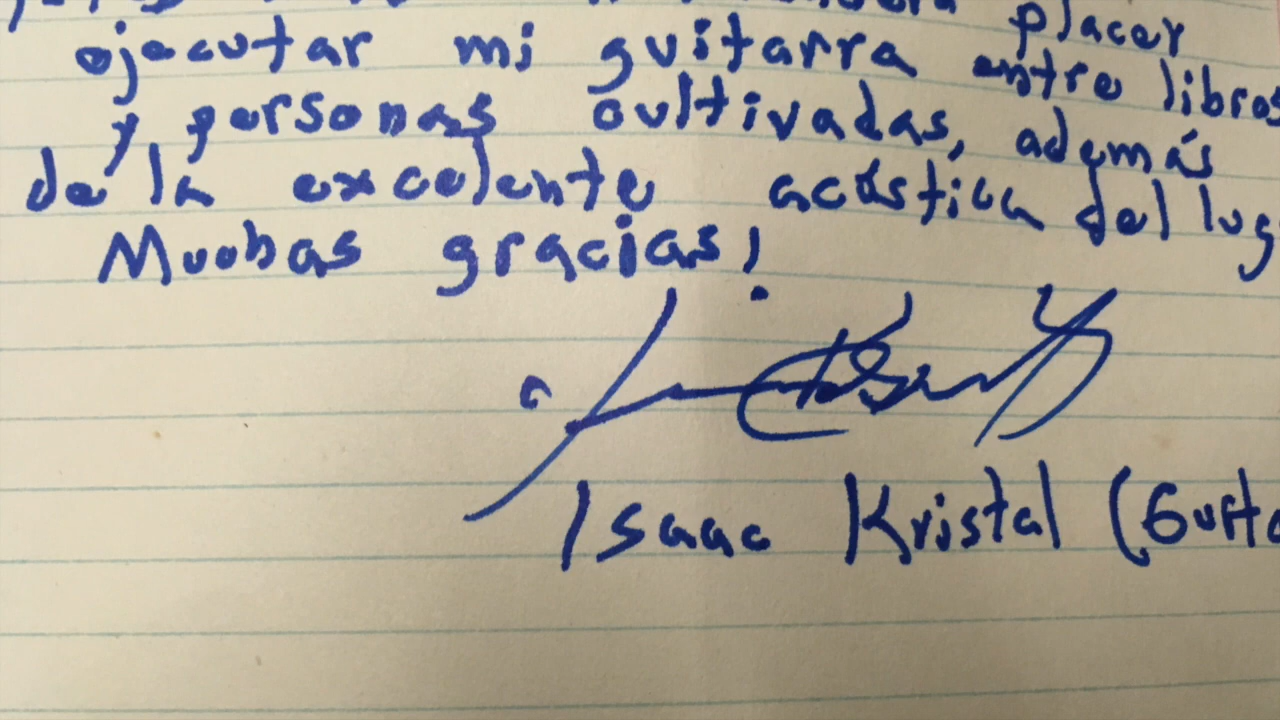 placer
ejecutar mi guitarra entre libros
y personas cultivadas, además
de la excelente acústica del lug
Muchas gracias!
Isaac Kristal (Gusta